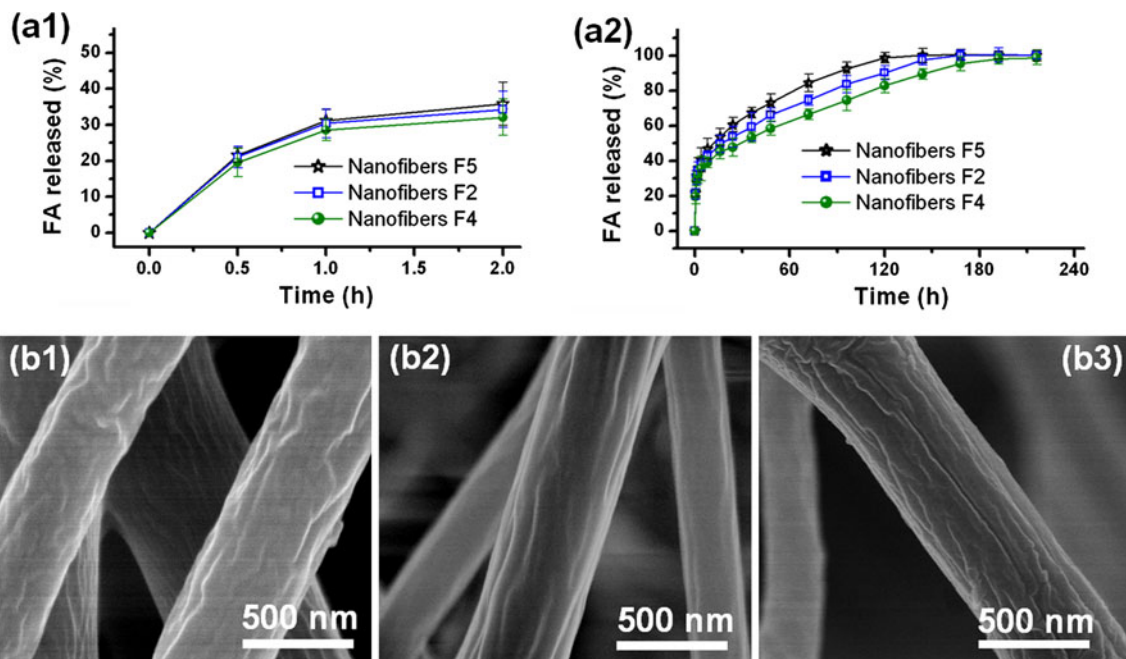 (a1)
FA released (%)
50
40
30
20
10
0
Nanofibers F5
Nanofibers F2
Nanofibers F4
0.0 0.5 1.0 1.5 2.0
Time (h)
(a2)
FA released (%)
100
80
60
40
20
0
Nanofibers F5
Nanofibers F2
Nanofibers F4
0 60 120 180 240
Time (h)
(b1)
500 nm
(b2)
500 nm
(b3)
500 nm